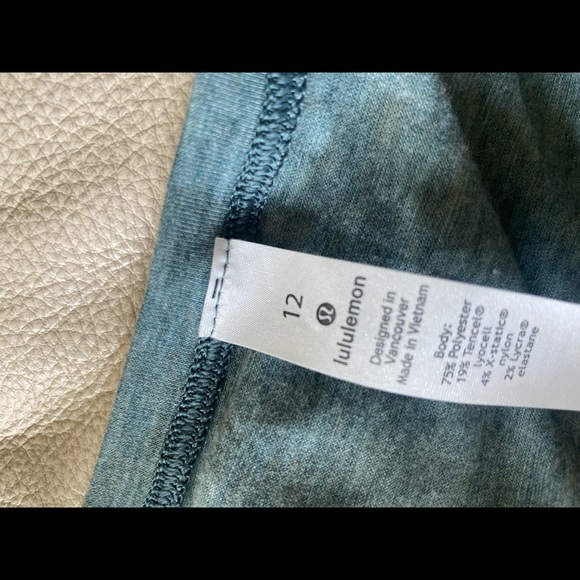 12
lululemon
Designed in
Vancouver
Made in Vietnam
Body:
75% Polyester
19% Tencel®
lyocell
4% X-static®
nylon
2% Lycra®
elastane